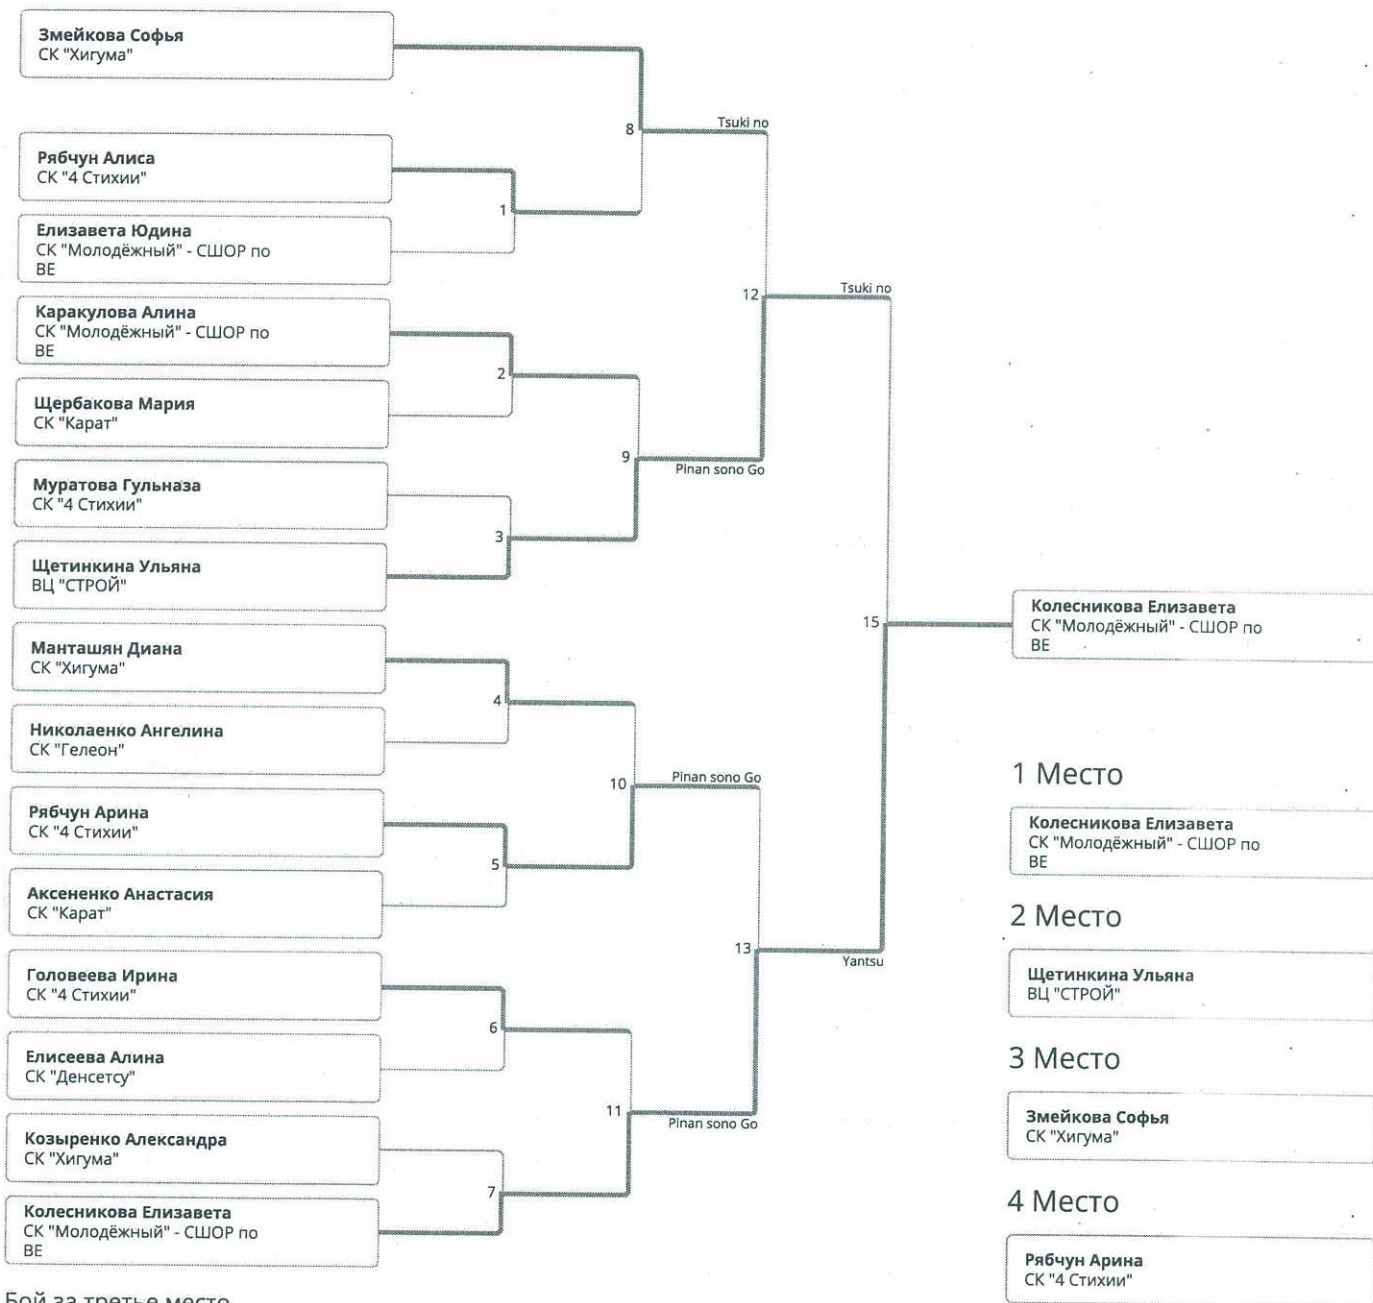 Змейкова Софья
СК "Хигума"
Рябчун Алиса
СК "4 Стихии"
Елизавета Юдина
СК "Молодёжный" - СШОР по
ВЕ
Каракулова Алина
СК "Молодёжный" - СШОР по
ВЕ
Щербакова Мария
СК "Карат"
Муратова Гульназа
СК "4 Стихии"
Щетинкина Ульяна
ВЦ "СТРОЙ"
Манташян Диана
СК "Хигума"
Николаенко Ангелина
СК "Гелеон"
Рябчун Арина
СК "4 Стихии"
Аксененко Анастасия
СК "Карат"
Головеева Ирина
СК "4 Стихии"
Елисеева Алина
СК "Денсетсу"
Козыренко Александра
СК "Хигума"
Колесникова Елизавета
СК "Молодёжный" - СШОР по
ВЕ
1
2
3
4
5
6
7
8
Tsuki no
9
Pinan sono Go
10
Pinan sono Go
11
Pinan sono Go
12
Tsuki no
13
Yantsu
15
Колесникова Елизавета
СК "Молодёжный" - СШОР по
ВЕ
1 Место
Колесникова Елизавета
СК "Молодёжный" - СШОР по
ВЕ
2 Место
Щетинкина Ульяна
ВЦ "СТРОЙ"
3 Место
Змейкова Софья
СК "Хигума"
4 Место
Рябчун Арина
СК "4 Стихии"
Бой за третье место